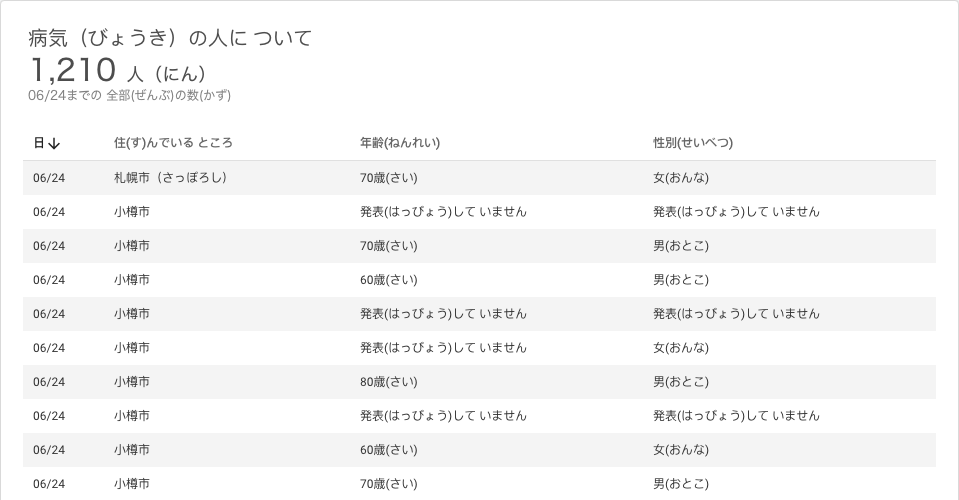 病気（びょうき）の人に ついて
1,210 人（にん）
06/24までの 全部(ぜんぶ)の数(かず)
日↓ 住(す)んでいる ところ 年齢(ねんれい) 性別(せいべつ)
06/24 札幌市（さっぽろし） 70歳(さい) 女(おんな)
06/24 小樽市 発表(はっぴょう)して いません 発表(はっぴょう)して いません
06/24 小樽市 70歳(さい) 男(おとこ)
06/24 小樽市 60歳(さい) 男(おとこ)
06/24 小樽市 発表(はっぴょう)して いません 発表(はっぴょう)して いません
06/24 小樽市 発表(はっぴょう)して いません 女(おんな)
06/24 小樽市 80歳(さい) 男(おとこ)
06/24 小樽市 発表(はっぴょう)して いません 発表(はっぴょう)して いません
06/24 小樽市 60歳(さい) 女(おんな)
06/24 小樽市 70歳(さい) 男(おとこ)